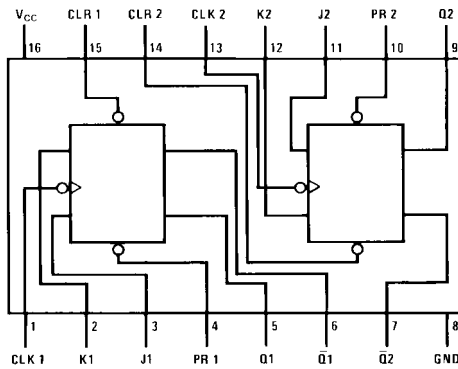 VCC CLR 1 CLR 2 CLK 2 K2 J2 PR 2 Q2
16 15 14 13 12 11 10 9
1 2 3 4 5 6 7 8
CLK 1 K1 J1 PR 1 Q1 Q̅1 Q̅2 GND